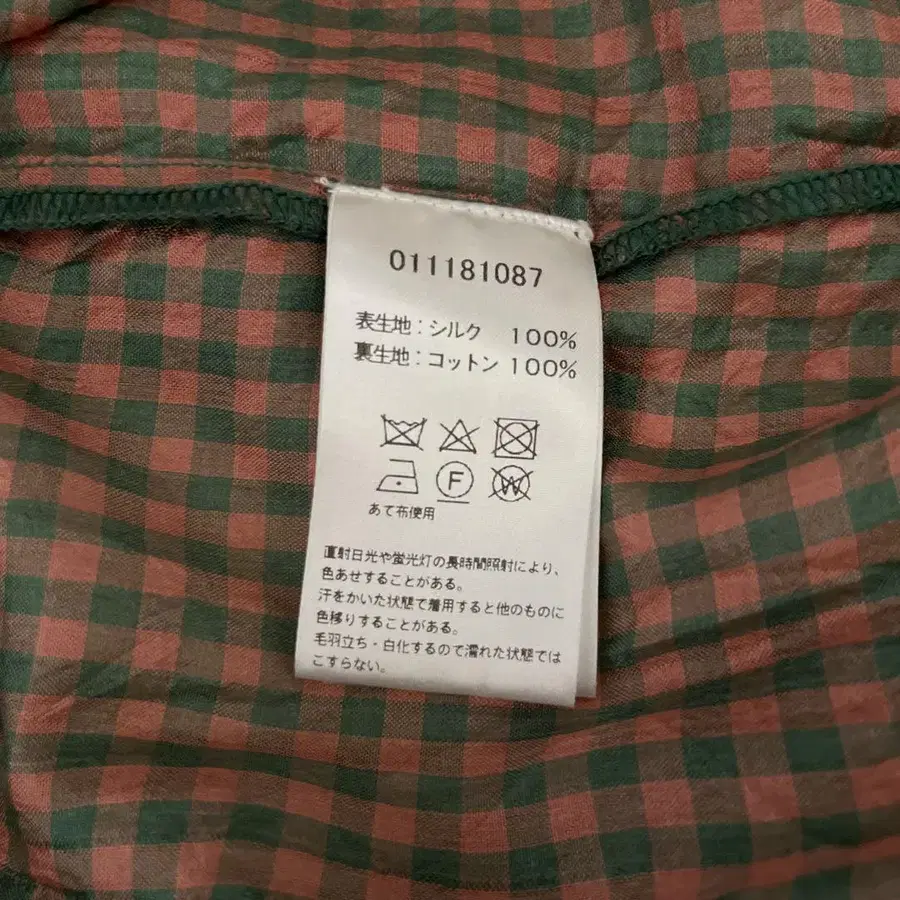 011181087
表生地：シルク 100%
裏生地：コットン 100%
F W
あて布使用
直射日光や蛍光灯の長時間照射により、
色あせすることがある。
汗をかいた状態で着用すると他のものに
色移りすることがある。
毛羽立ち・白化するので濡れた状態では
こすらない。